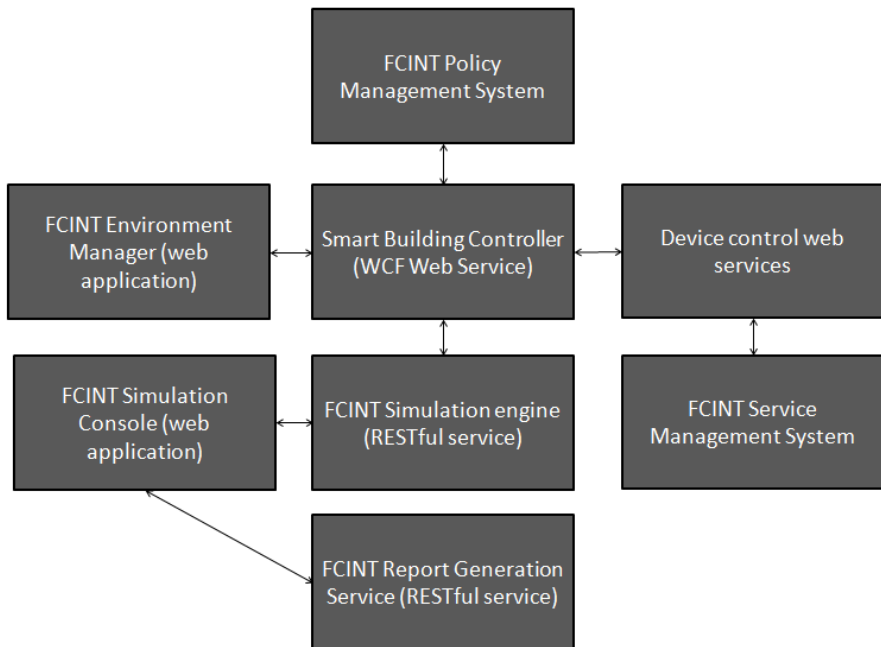 FCINT Policy
Management System
FCINT Environment
Manager (web
application)
Smart Building Controller
(WCF Web Service)
Device control web
services
FCINT Simulation
Console (web
application)
FCINT Simulation engine
(RESTful service)
FCINT Service
Management System
FCINT Report Generation
Service (RESTful service)